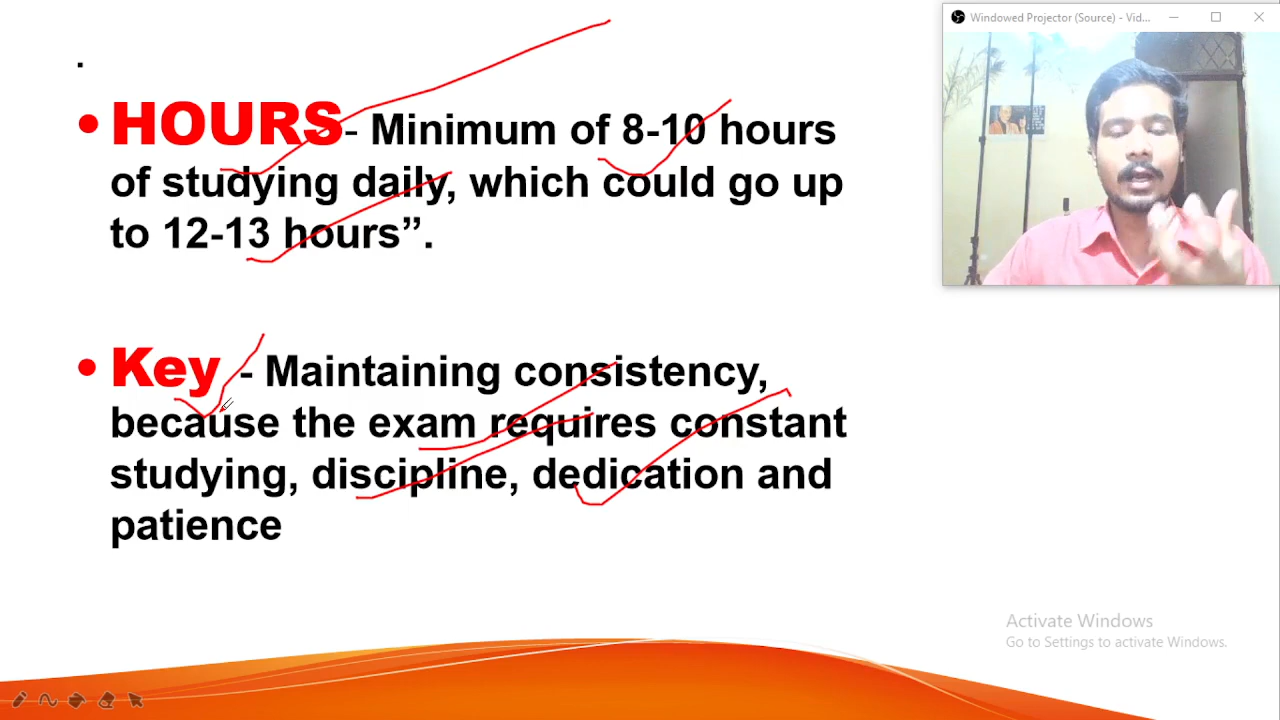 Windowed Projector (Source) - Vid...
.
• HOURS- Minimum of 8-10 hours
of studying daily, which could go up
to 12-13 hours”.
• Key - Maintaining consistency,
because the exam requires constant
studying, discipline, dedication and
patience
Activate Windows
Go to Settings to activate Windows.